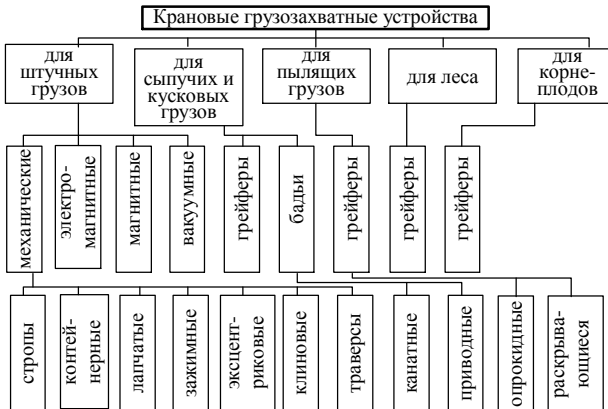 Крановые грузозахватные устройства
для
штучных
грузов
для
сыпучих и
кусковых
грузов
для
пылящих
грузов
для леса
для
корне-
плодов
механические
электро-
магнитные
магнитные
вакуумные
грейферы
бадьи
грейферы
грейферы
грейферы
стропы
контей-
нерные
лапчатые
зажимные
эксцент-
риковые
клиновые
траверсы
канатные
приводные
опрокидные
раскрываю-
щиеся